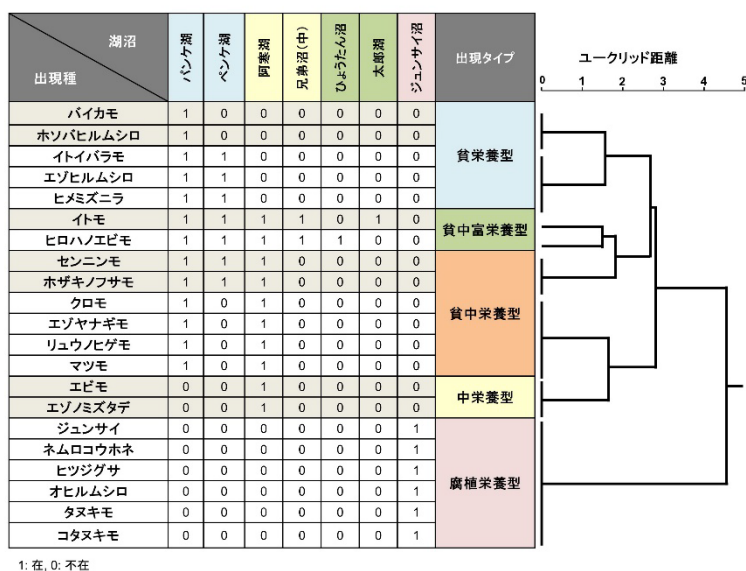 湖沼
出現種
パンケ湖 ペンケ湖 阿寒湖 兄弟沼(中) ひょうたん沼 太郎湖 ジュンサイ沼 出現タイプ
ユークリッド距離
0 1 2 3 4 5
バイカモ 1 0 0 0 0 0 0
ホソバヒルムシロ 1 0 0 0 0 0 0
イトイバラモ 1 1 0 0 0 0 0
貧栄養型
エゾヒルムシロ 1 1 0 0 0 0 0
ヒメミズニラ 1 1 0 0 0 0 0
イトモ 1 1 1 1 0 1 0
貧中富栄養型
ヒロハノエビモ 1 1 1 1 1 0 0
センニンモ 1 1 1 0 0 0 0
ホザキノフサモ 1 1 1 0 0 0 0
クロモ 1 0 1 0 0 0 0
貧中栄養型
エゾヤナギモ 1 0 1 0 0 0 0
リュウノヒゲモ 1 0 1 0 0 0 0
マツモ 1 0 1 0 0 0 0
エビモ 0 0 1 0 0 0 0
中栄養型
エゾノミズタデ 0 0 1 0 0 0 0
ジュンサイ 0 0 0 0 0 0 1
ネムロコウホネ 0 0 0 0 0 0 1
ヒツジグサ 0 0 0 0 0 0 1
腐植栄養型
オヒルムシロ 0 0 0 0 0 0 1
タヌキモ 0 0 0 0 0 0 1
コタヌキモ 0 0 0 0 0 0 1
1: 在, 0: 不在